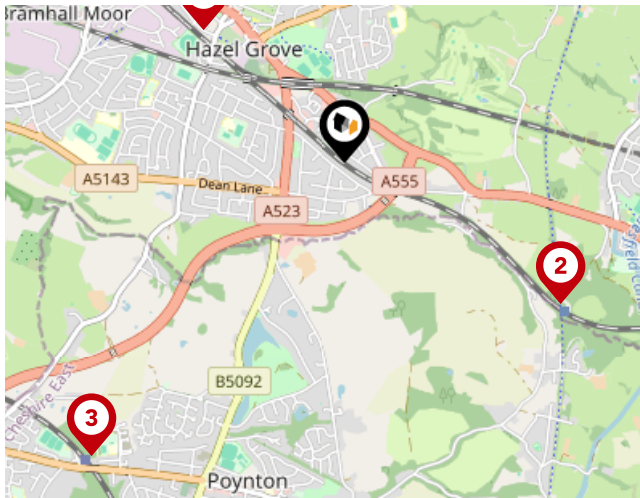 Bramhall Moor
Hazel Grove
A5143
Dean Lane
A555
A523
2
B5092
Cheshire East
3
Poynton